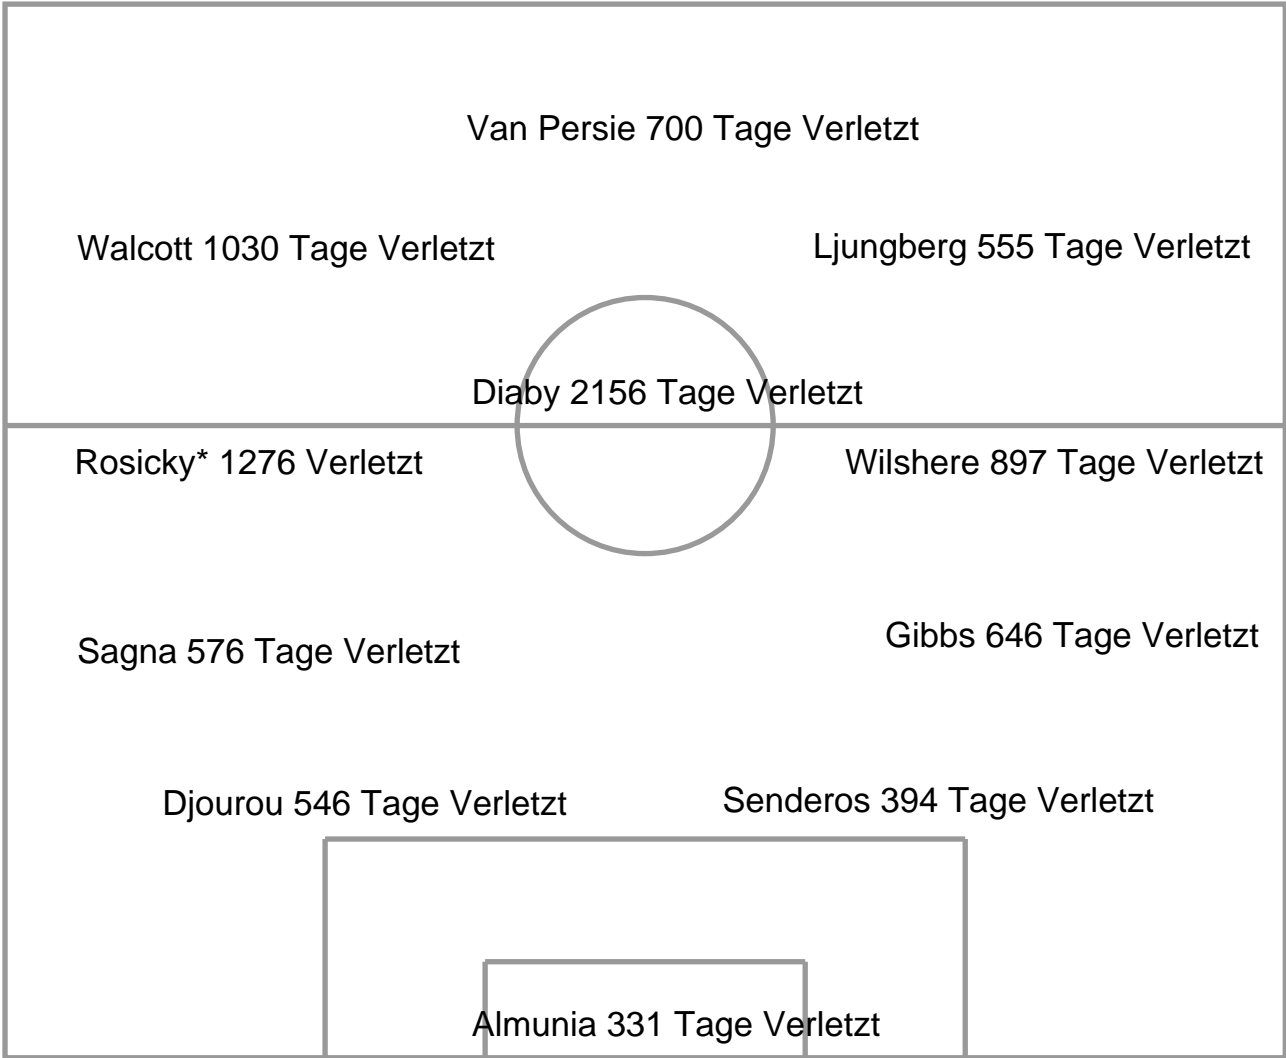 Van Persie 700 Tage Verletzt
Walcott 1030 Tage Verletzt
Ljungberg 555 Tage Verletzt
Diaby 2156 Tage Verletzt
Rosicky* 1276 Verletzt
Wilshere 897 Tage Verletzt
Sagna 576 Tage Verletzt
Gibbs 646 Tage Verletzt
Djourou 546 Tage Verletzt
Senderos 394 Tage Verletzt
Almunia 331 Tage Verletzt